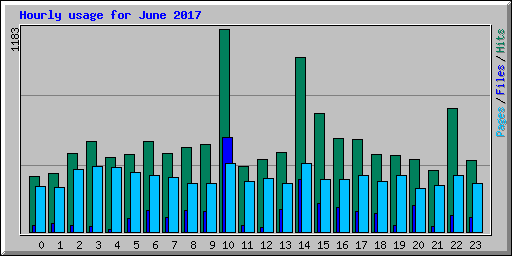 Hourly usage for June 2017
1183
Pages/Files/Hits
0 1 2 3 4 5 6 7 8 9 10 11 12 13 14 15 16 17 18 19 20 21 22 23